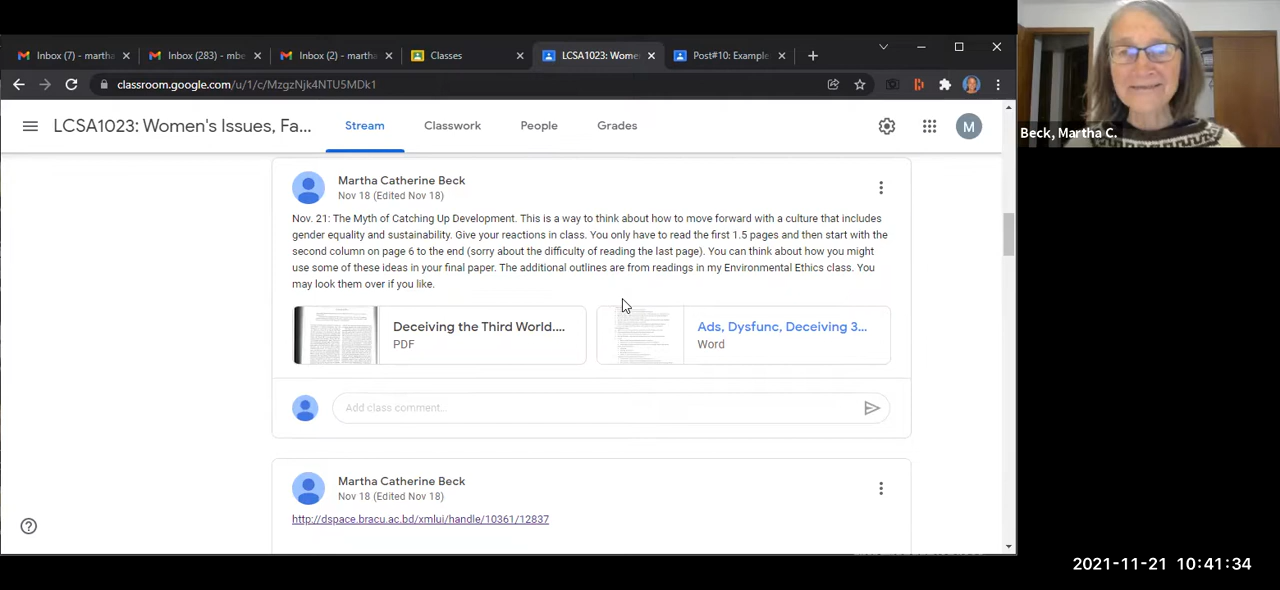 Inbox (7) - martha
Inbox (283) - mbe
Inbox (2) - martha
Classes
LCSA1023: Wome
Post#10: Example
classroom.google.com/u/1/c/MzgzNjk4NTU5MDk1
LCSA1023: Women's Issues, Fa...
Stream
Classwork
People
Grades
M
Beck, Martha C.
Martha Catherine Beck
Nov 18 (Edited Nov 18)
Nov. 21: The Myth of Catching Up Development. This is a way to think about how to move forward with a culture that includes
gender equality and sustainability. Give your reactions in class. You only have to read the first 1.5 pages and then start with the
second column on page 6 to the end (sorry about the difficulty of reading the last page). You can think about how you might
use some of these ideas in your final paper. The additional outlines are from readings in my Environmental Ethics class. You
may look them over if you like.
Deceiving the Third World....
PDF
Ads, Dysfunc, Deceiving 3...
Word
Add class comment...
Martha Catherine Beck
Nov 18 (Edited Nov 18)
http://dspace.bracu.ac.bd/xmlui/handle/10361/12837
2021-11-21 10:41:34